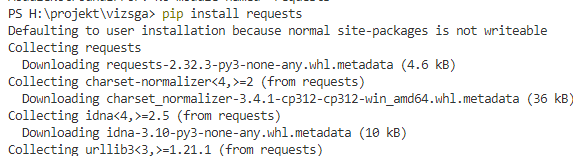 PS H:\projekt\vizsga> pip install requests
Defaulting to user installation because normal site-packages is not writeable
Collecting requests
  Downloading requests-2.32.3-py3-none-any.whl.metadata (4.6 kB)
Collecting charset-normalizer<4,>=2 (from requests)
  Downloading charset_normalizer-3.4.1-cp312-cp312-win_amd64.whl.metadata (36 kB)
Collecting idna<4,>=2.5 (from requests)
  Downloading idna-3.10-py3-none-any.whl.metadata (10 kB)
Collecting urllib3<3,>=1.21.1 (from requests)